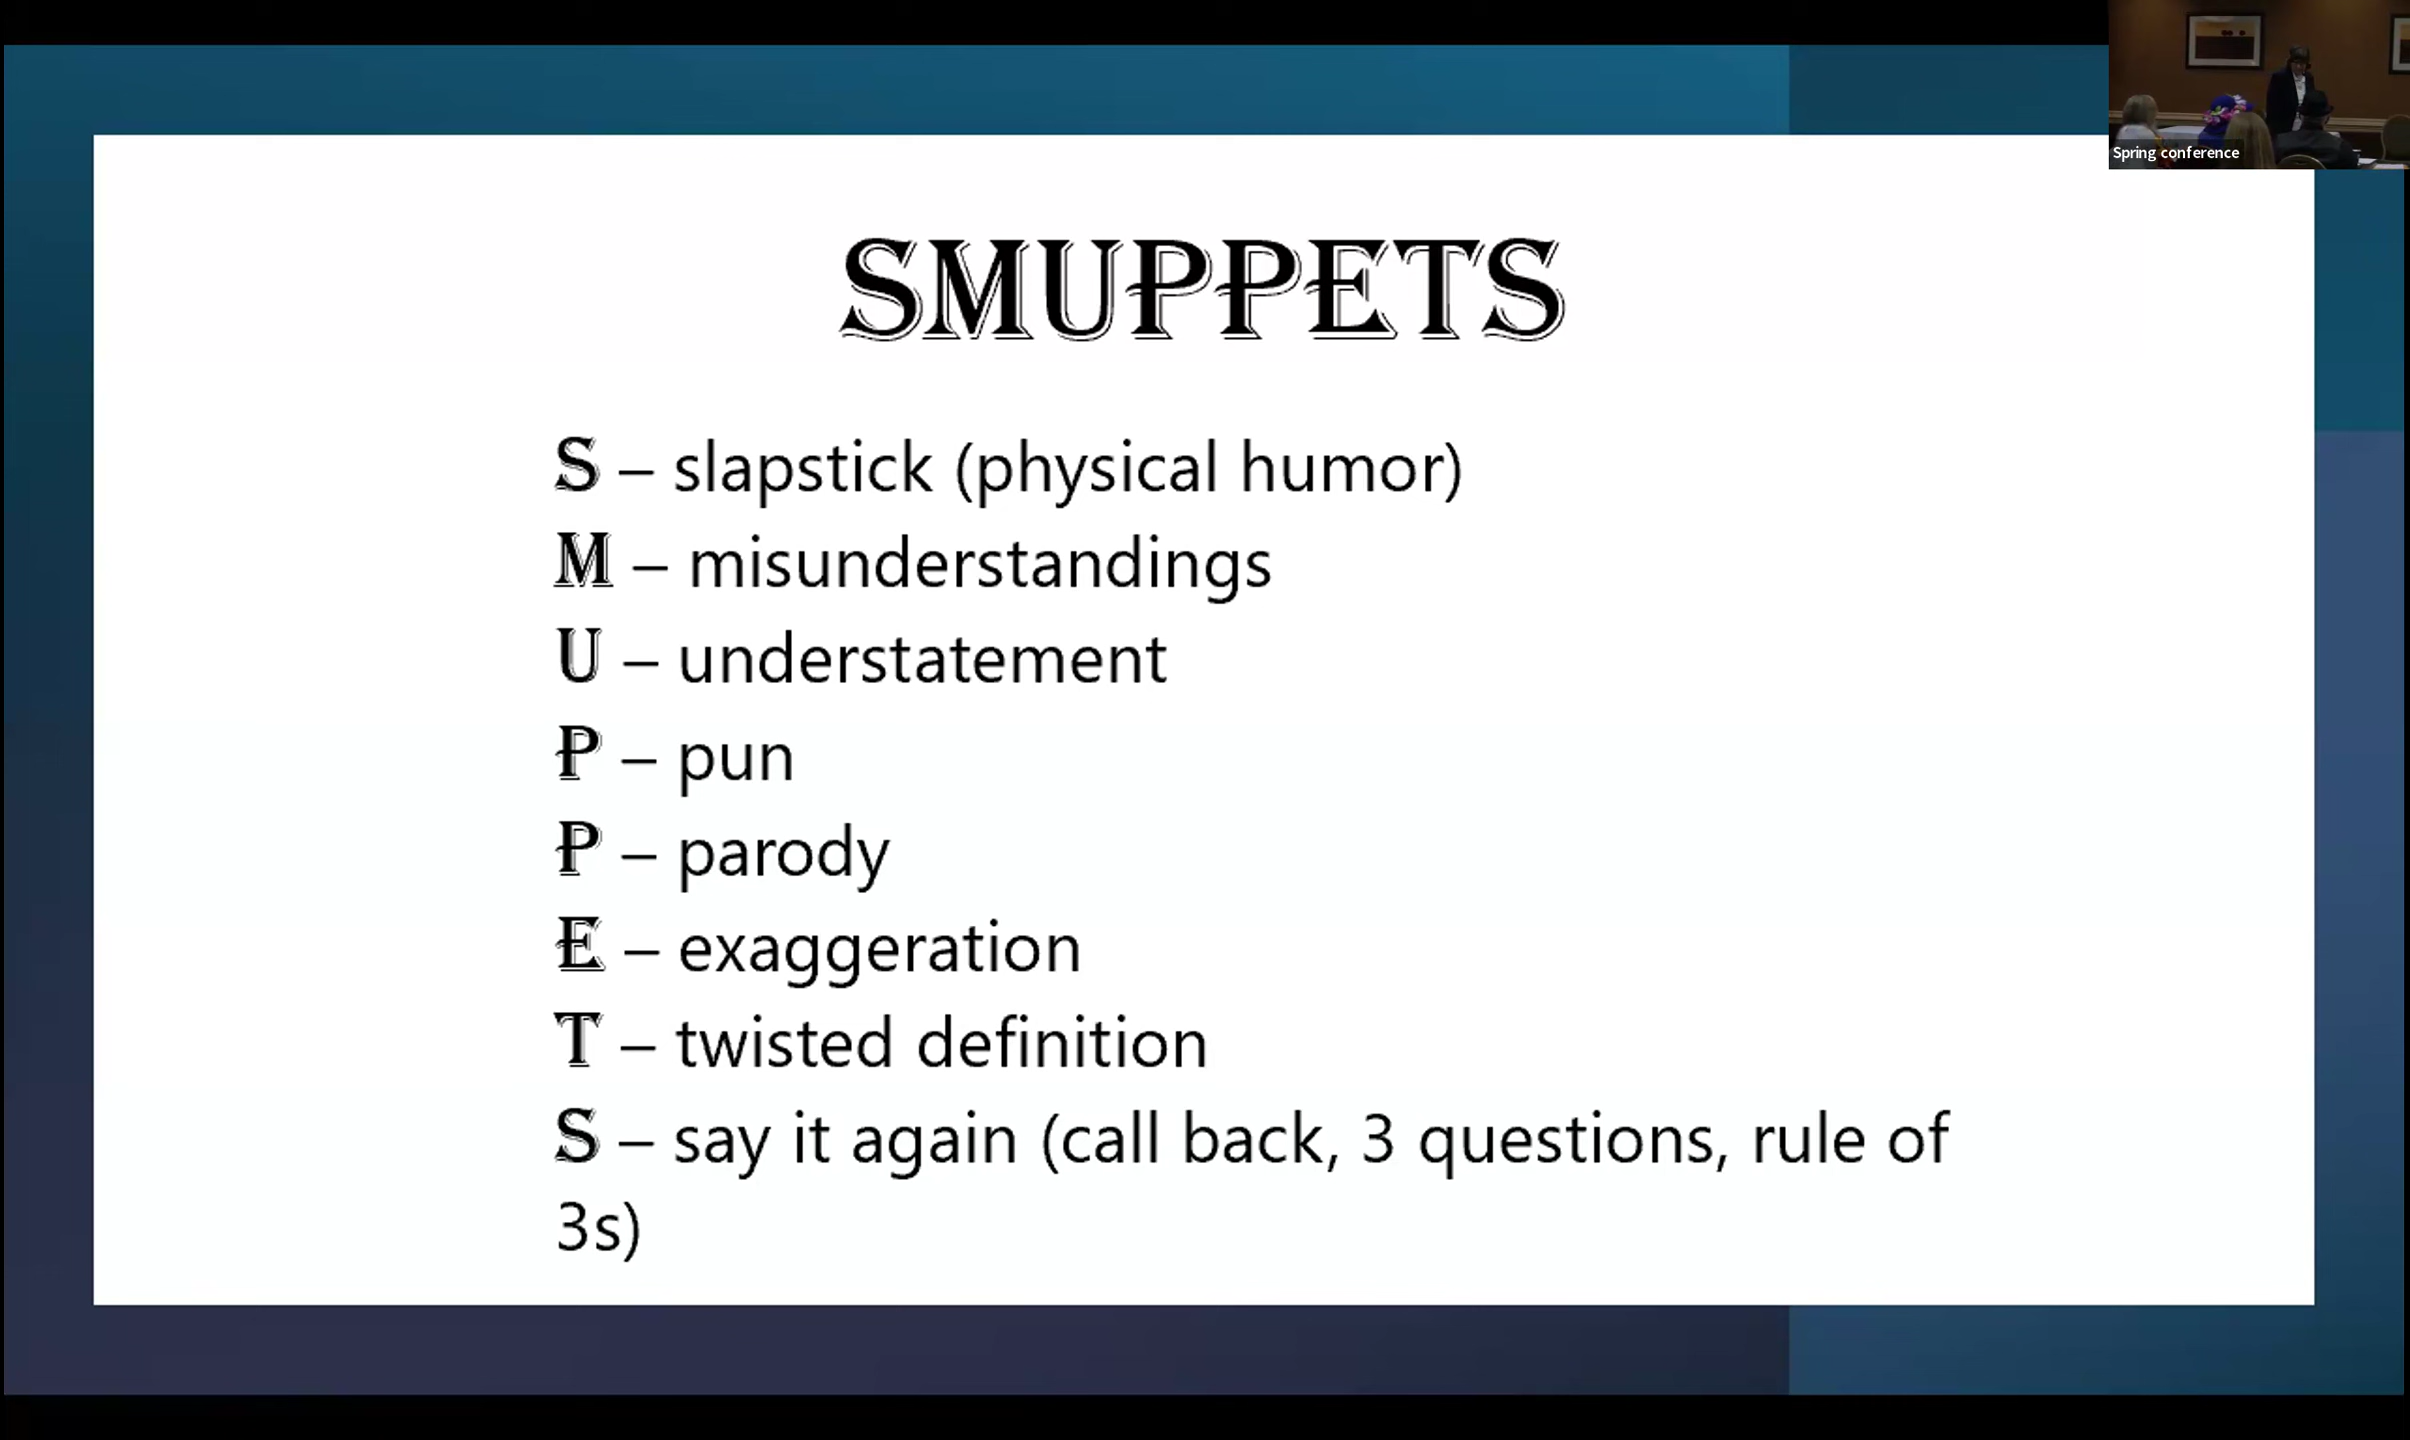 Spring conference
SMUPPETS
S – slapstick (physical humor)
M – misunderstandings
U – understatement
P – pun
P – parody
E – exaggeration
T – twisted definition
S – say it again (call back, 3 questions, rule of
3s)